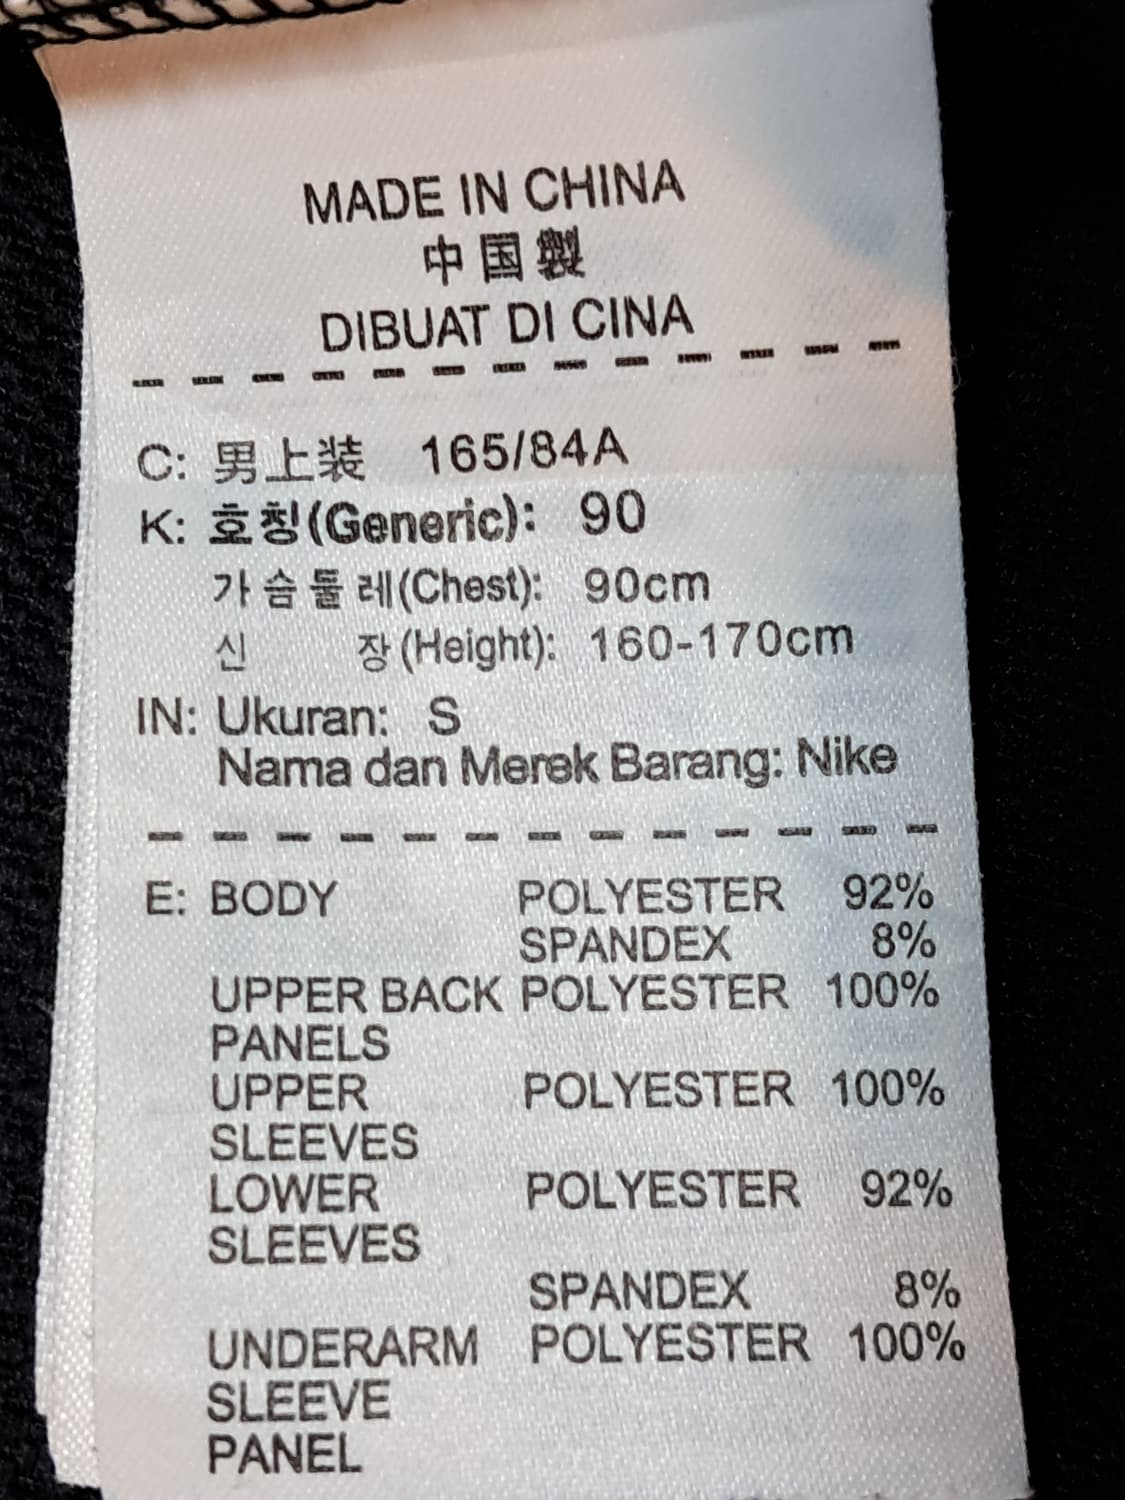 MADE IN CHINA
中国製
DIBUAT DI CINA
C: 男上装 165/84A
K: 호칭(Generic): 90
가슴둘레(Chest): 90cm
신 장(Height): 160-170cm
IN: Ukuran: S
Nama dan Merek Barang: Nike
E: BODY POLYESTER 92%
SPANDEX 8%
UPPER BACK POLYESTER 100%
PANELS
UPPER POLYESTER 100%
SLEEVES
LOWER POLYESTER 92%
SLEEVES
SPANDEX 8%
UNDERARM POLYESTER 100%
SLEEVE
PANEL